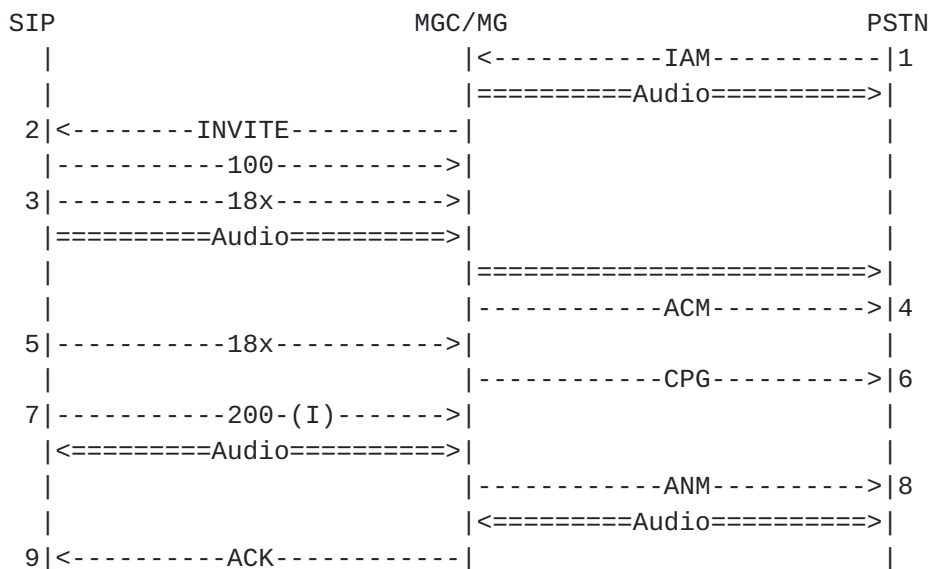 SIP                       MGC/MG                       PSTN
  |                          |<-----------IAM-----------|1
  |                          |==========Audio==========>|
 2|<--------INVITE-----------|                          |
  |-----------100----------->|                          |
 3|-----------18x----------->|                          |
  |==========Audio==========>|                          |
  |                          |=========================>|
  |                          |------------ACM---------->|4
 5|-----------18x----------->|                          |
  |                          |------------CPG---------->|6
 7|-----------200-(I)------->|                          |
  |<=========Audio==========>|                          |
  |                          |------------ANM---------->|8
  |                          |<=========Audio==========>|
 9|<----------ACK------------|                          |